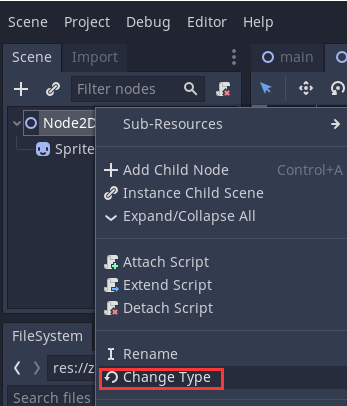 Scene Project Debug Editor Help
Scene Import
main
Filter nodes
Node2D
Sprite
Sub-Resources
Add Child Node Control+A
Instance Child Scene
Expand/Collapse All
Attach Script
Extend Script
Detach Script
FileSystem
Rename
res://z
Change Type
Search files